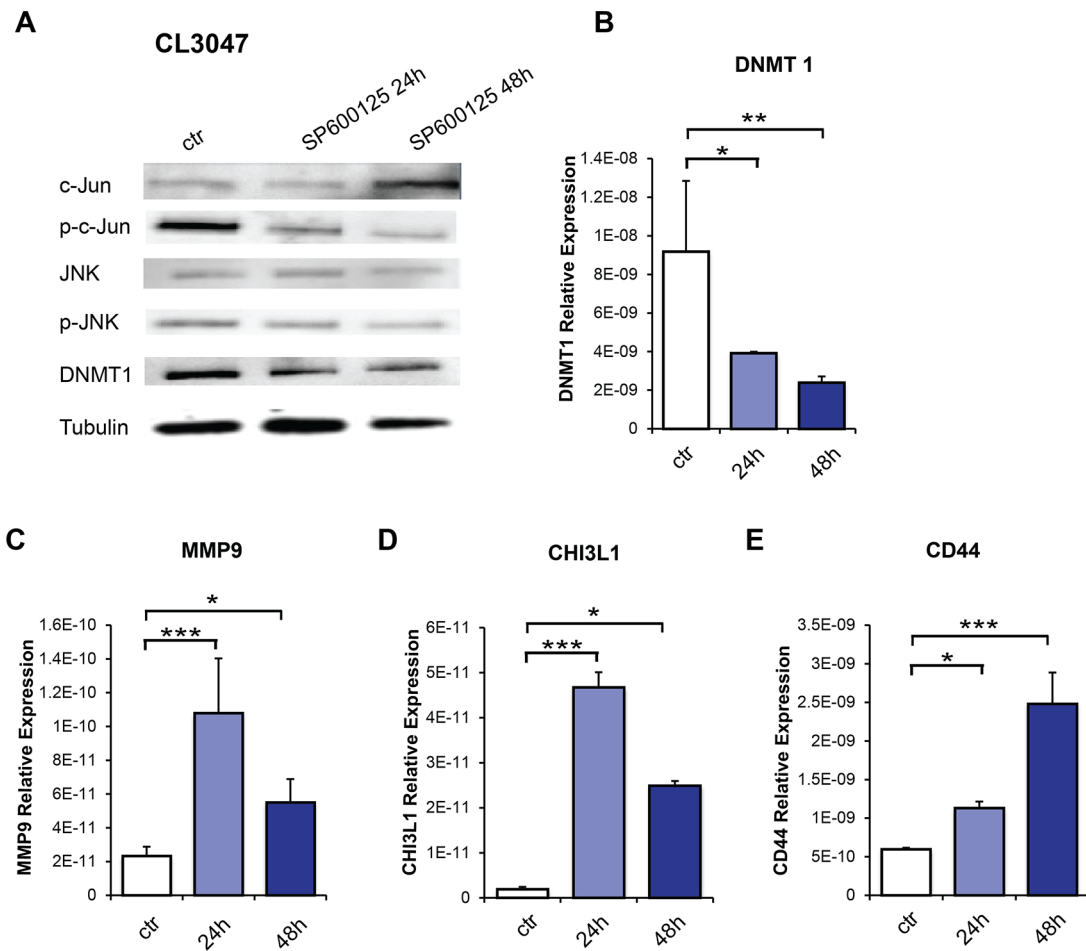 A
CL3047
ctr
SP600125 24h
SP600125 48h
c-Jun
p-c-Jun
JNK
p-JNK
DNMT1
Tubulin
B
DNMT 1
**
*
DNMT1 Relative Expression
1.4E-08
1.2E-08
1E-08
8E-09
6E-09
4E-09
2E-09
0
ctr
24h
48h
C
MMP9
*
***
MMP9 Relative Expression
1.6E-10
1.4E-10
1.2E-10
1E-10
8E-11
6E-11
4E-11
2E-11
0
ctr
24h
48h
D
CHI3L1
*
***
CHI3L1 Relative Expression
6E-11
5E-11
4E-11
3E-11
2E-11
1E-11
0
ctr
24h
48h
E
CD44
***
*
CD44 Relative Expression
3.5E-09
3E-09
2.5E-09
2E-09
1.5E-09
1E-09
5E-10
0
ctr
24h
48h